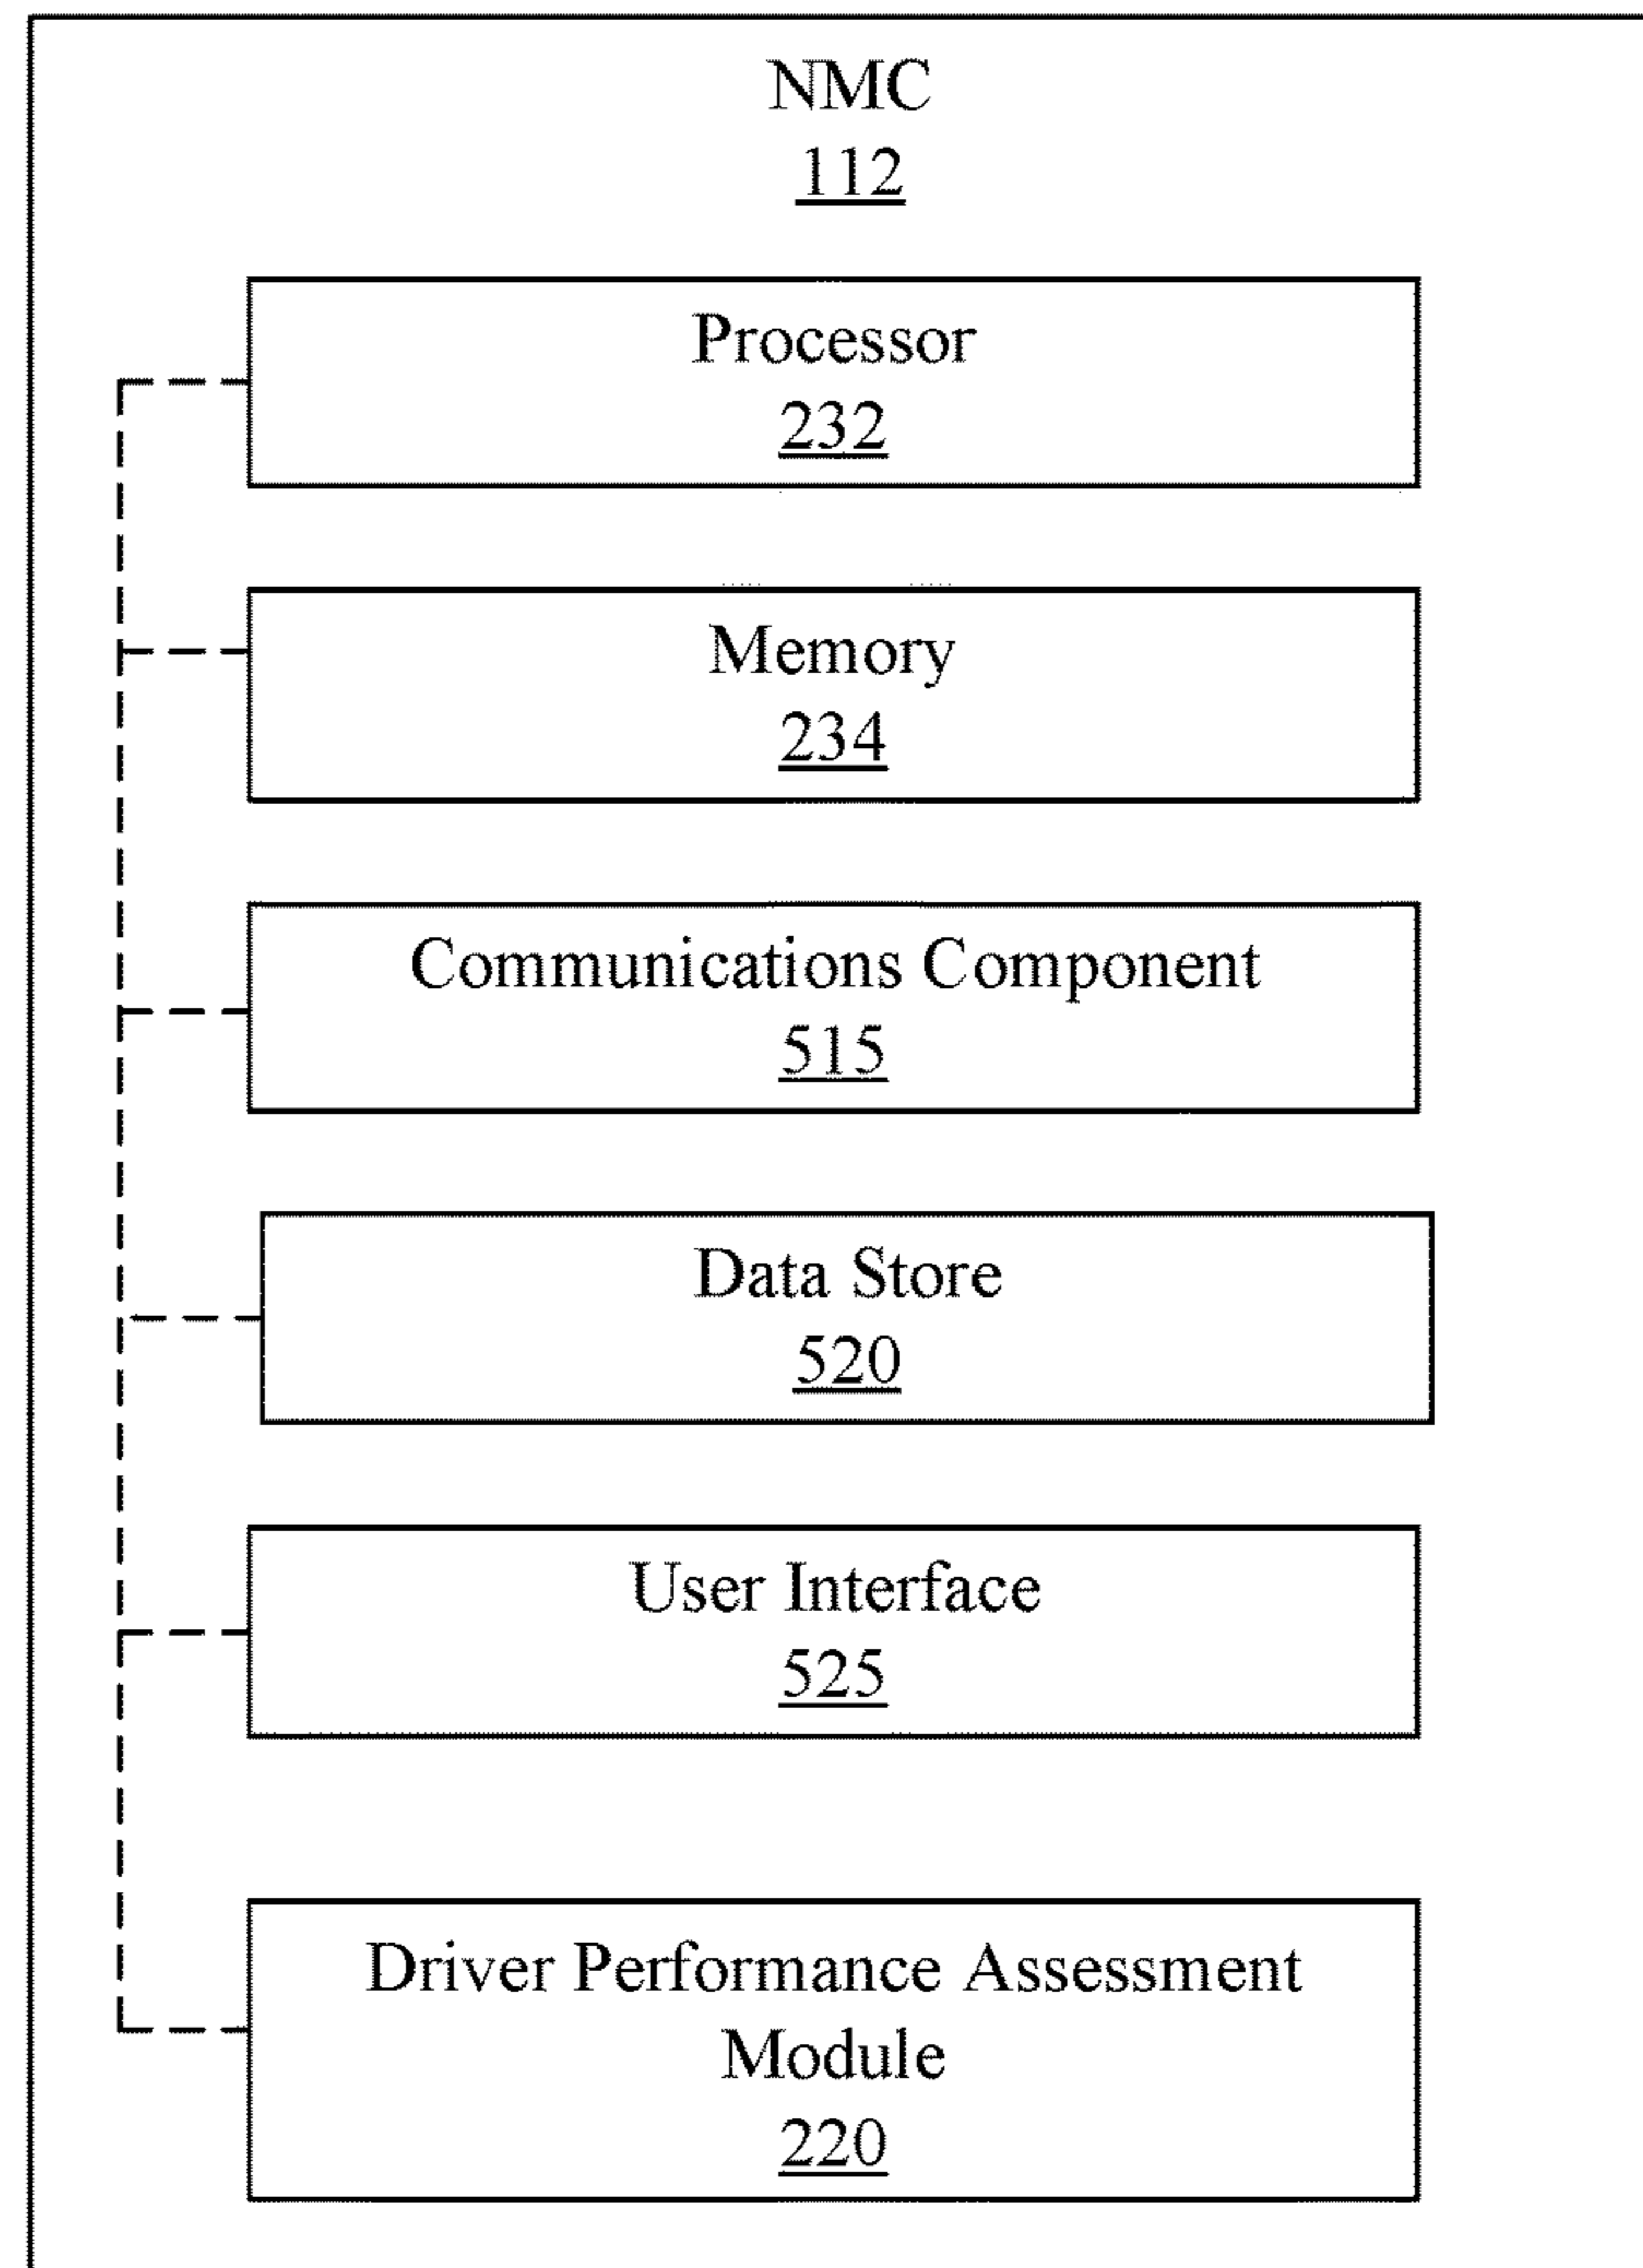 NMC
112
Processor
232
Memory
234
Communications Component
515
Data Store
520
User Interface
525
Driver Performance Assessment
Module
220